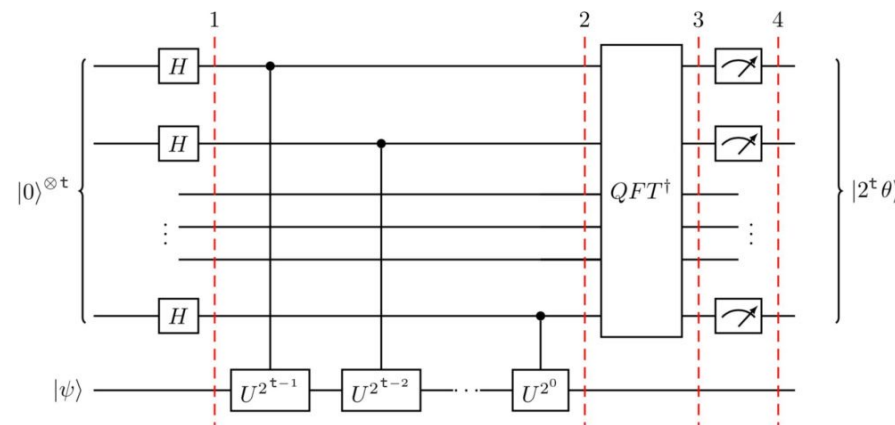 1 2 3 4
H
H
|0⟩^{⊗t} QFT^† |2^t θ⟩
⋮ ⋮
H
|ψ⟩ U^{2^{t−1}} U^{2^{t−2}} ··· U^{2^0}